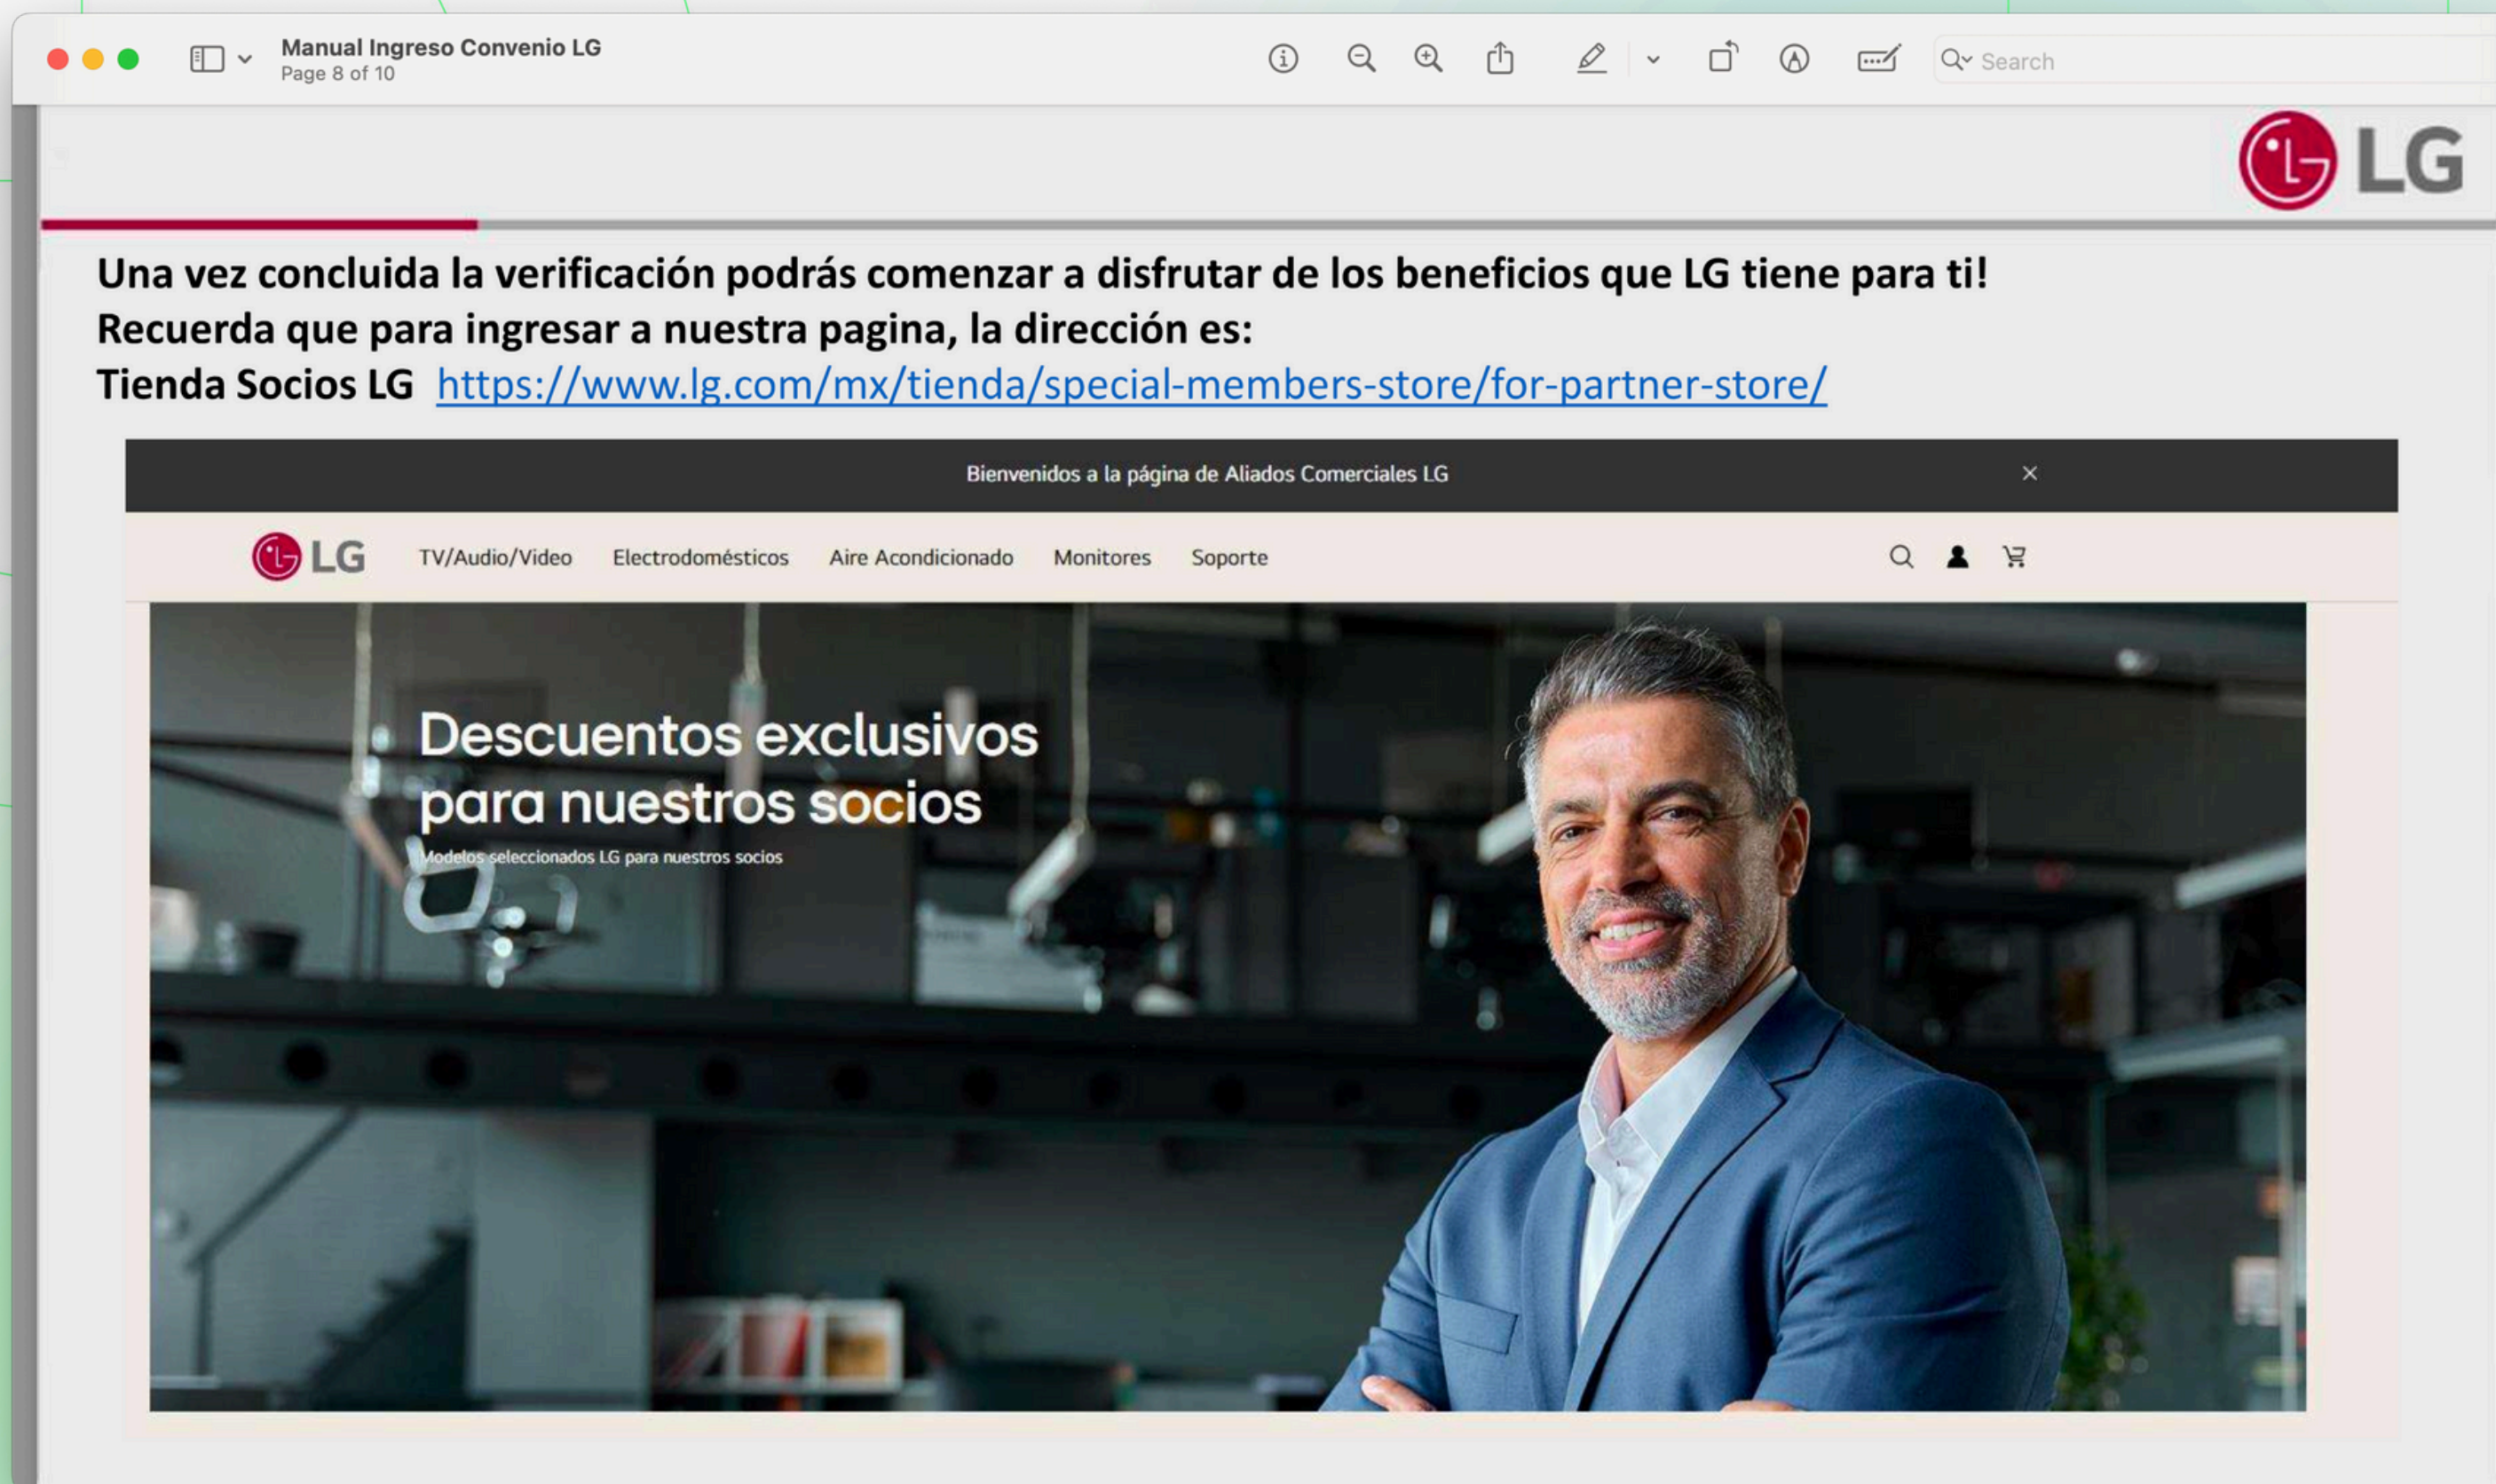 Manual Ingreso Convenio LG
Page 8 of 10
Search
LG
Una vez concluida la verificación podrás comenzar a disfrutar de los beneficios que LG tiene para ti!
Recuerda que para ingresar a nuestra pagina, la dirección es:
Tienda Socios LG https://www.lg.com/mx/tienda/special-members-store/for-partner-store/
Bienvenidos a la página de Aliados Comerciales LG
LG TV/Audio/Video Electrodomésticos Aire Acondicionado Monitores Soporte
Descuentos exclusivos
para nuestros socios
Modelos seleccionados LG para nuestros socios